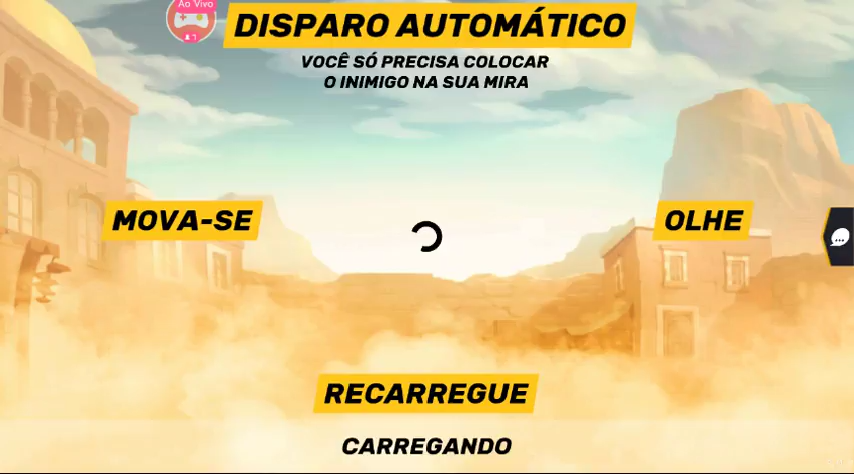 Ao Vivo
DISPARO AUTOMÁTICO
VOCÊ SÓ PRECISA COLOCAR
O INIMIGO NA SUA MIRA
MOVA-SE
OLHE
RECARREGUE
CARREGANDO